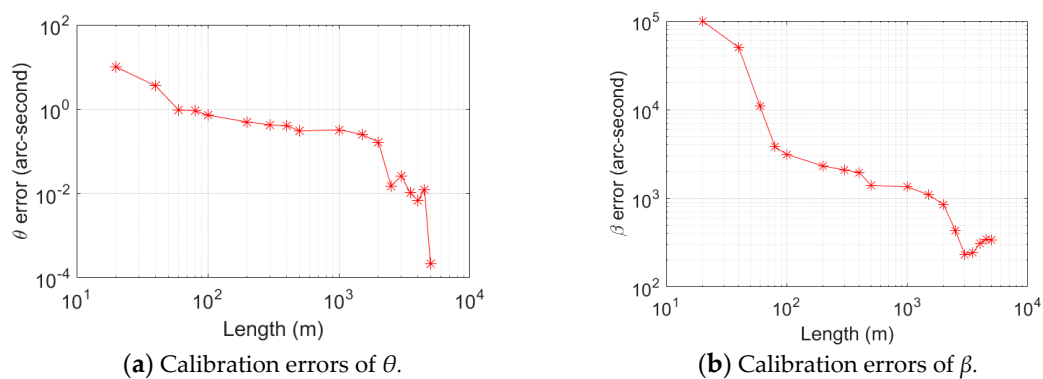 10^2
10^0
10^-2
10^-4
θ error (arc-second)
10^1 10^2 10^3 10^4
Length (m)
(a) Calibration errors of θ.
10^5
10^4
10^3
10^2
β error (arc-second)
10^1 10^2 10^3 10^4
Length (m)
(b) Calibration errors of β.